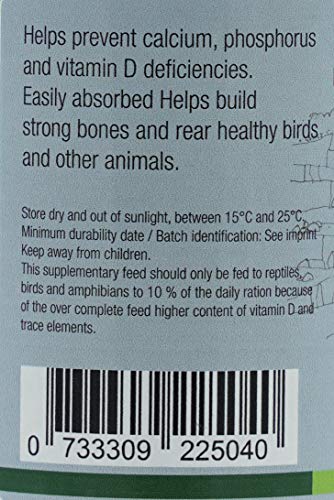 Helps prevent calcium, phosphorus
and vitamin D deficiencies.
Easily absorbed Helps build
strong bones and rear healthy birds
and other animals.
Store dry and out of sunlight, between 15°C and 25°C.
Minimum durability date / Batch identification: See imprint
Keep away from children.
This supplementary feed should only be fed to reptiles,
birds and amphibians to 10 % of the daily ration because
of the over complete feed higher content of vitamin D and
trace elements.
0 733309 225040